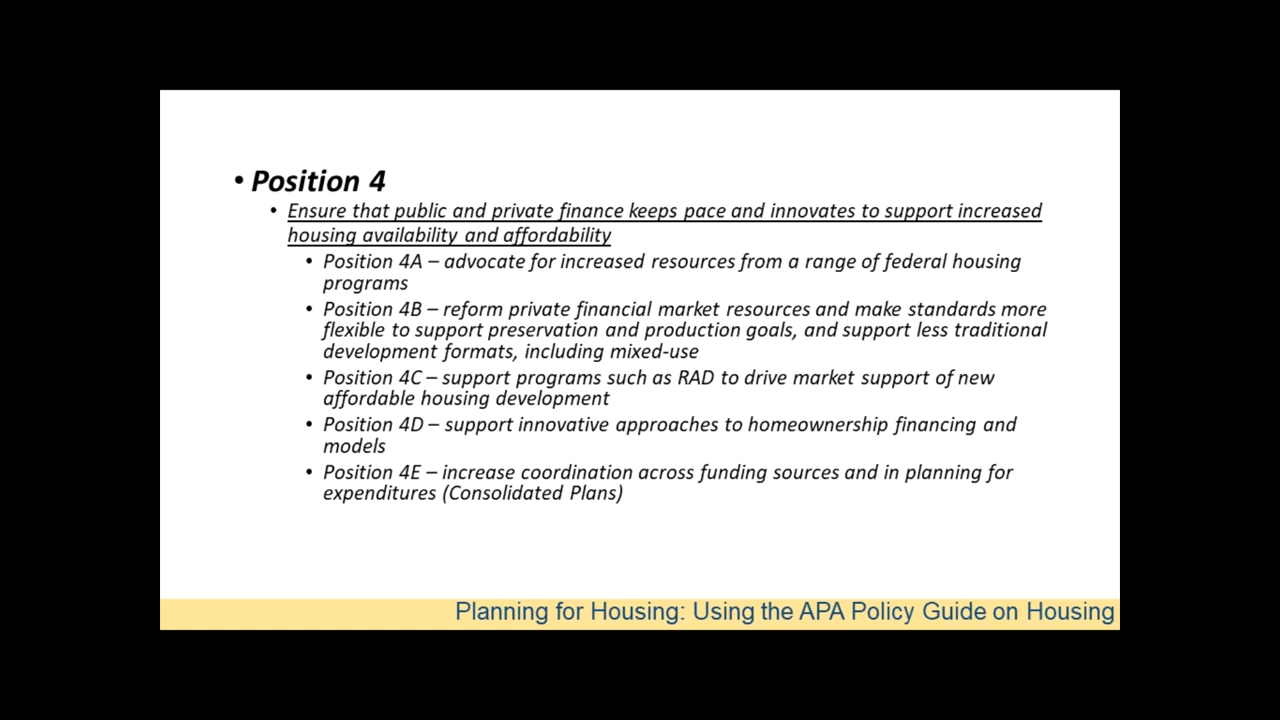 • Position 4
• Ensure that public and private finance keeps pace and innovates to support increased
housing availability and affordability
• Position 4A – advocate for increased resources from a range of federal housing
programs
• Position 4B – reform private financial market resources and make standards more
flexible to support preservation and production goals, and support less traditional
development formats, including mixed-use
• Position 4C – support programs such as RAD to drive market support of new
affordable housing development
• Position 4D – support innovative approaches to homeownership financing and
models
• Position 4E – increase coordination across funding sources and in planning for
expenditures (Consolidated Plans)
Planning for Housing: Using the APA Policy Guide on Housing